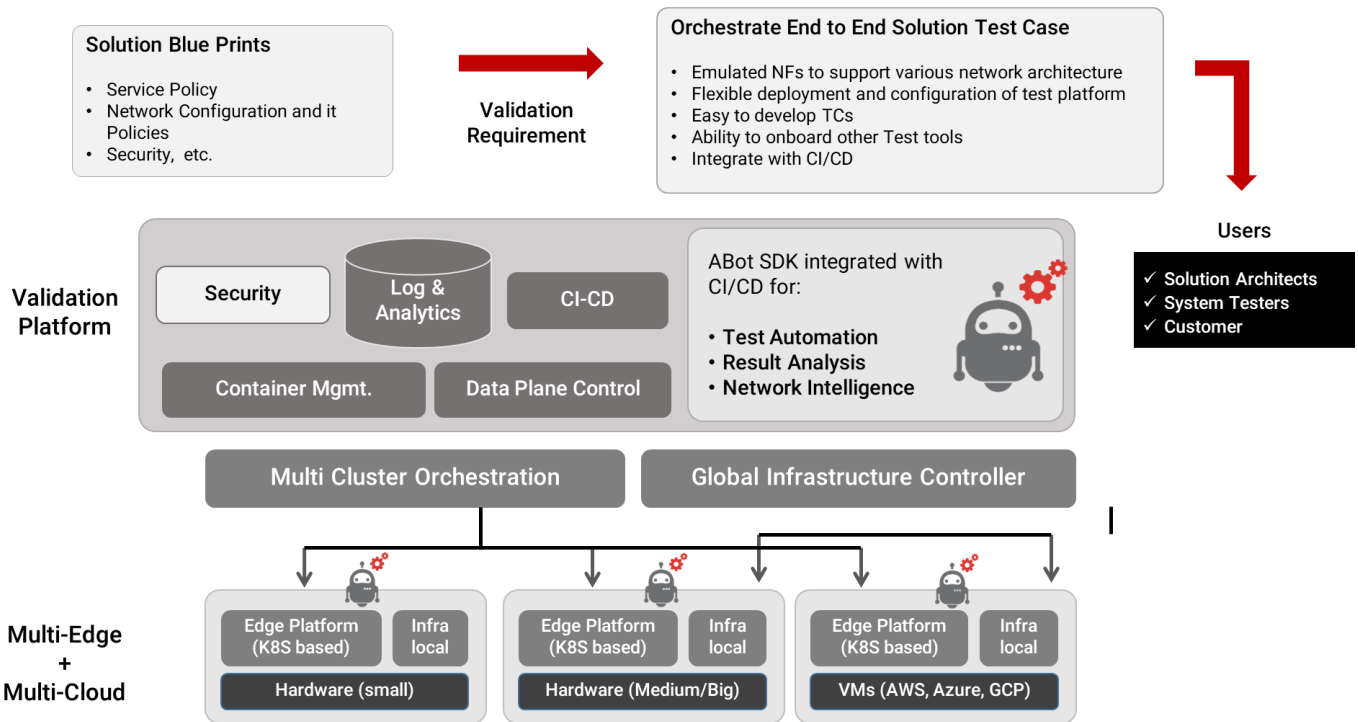 Solution Blue Prints
• Service Policy
• Network Configuration and it
Policies
• Security, etc.
Validation
Requirement
Orchestrate End to End Solution Test Case
• Emulated NFs to support various network architecture
• Flexible deployment and configuration of test platform
• Easy to develop TCs
• Ability to onboard other Test tools
• Integrate with CI/CD
Users
✓ Solution Architects
✓ System Testers
✓ Customer
Validation
Platform
Security
Log &
Analytics
CI-CD
Container Mgmt.
Data Plane Control
ABot SDK integrated with
CI/CD for:
• Test Automation
• Result Analysis
• Network Intelligence
Multi Cluster Orchestration
Global Infrastructure Controller
Multi-Edge
+
Multi-Cloud
Edge Platform
(K8S based)
Infra
local
Hardware (small)
Edge Platform
(K8S based)
Infra
local
Hardware (Medium/Big)
Edge Platform
(K8S based)
Infra
local
VMs (AWS, Azure, GCP)